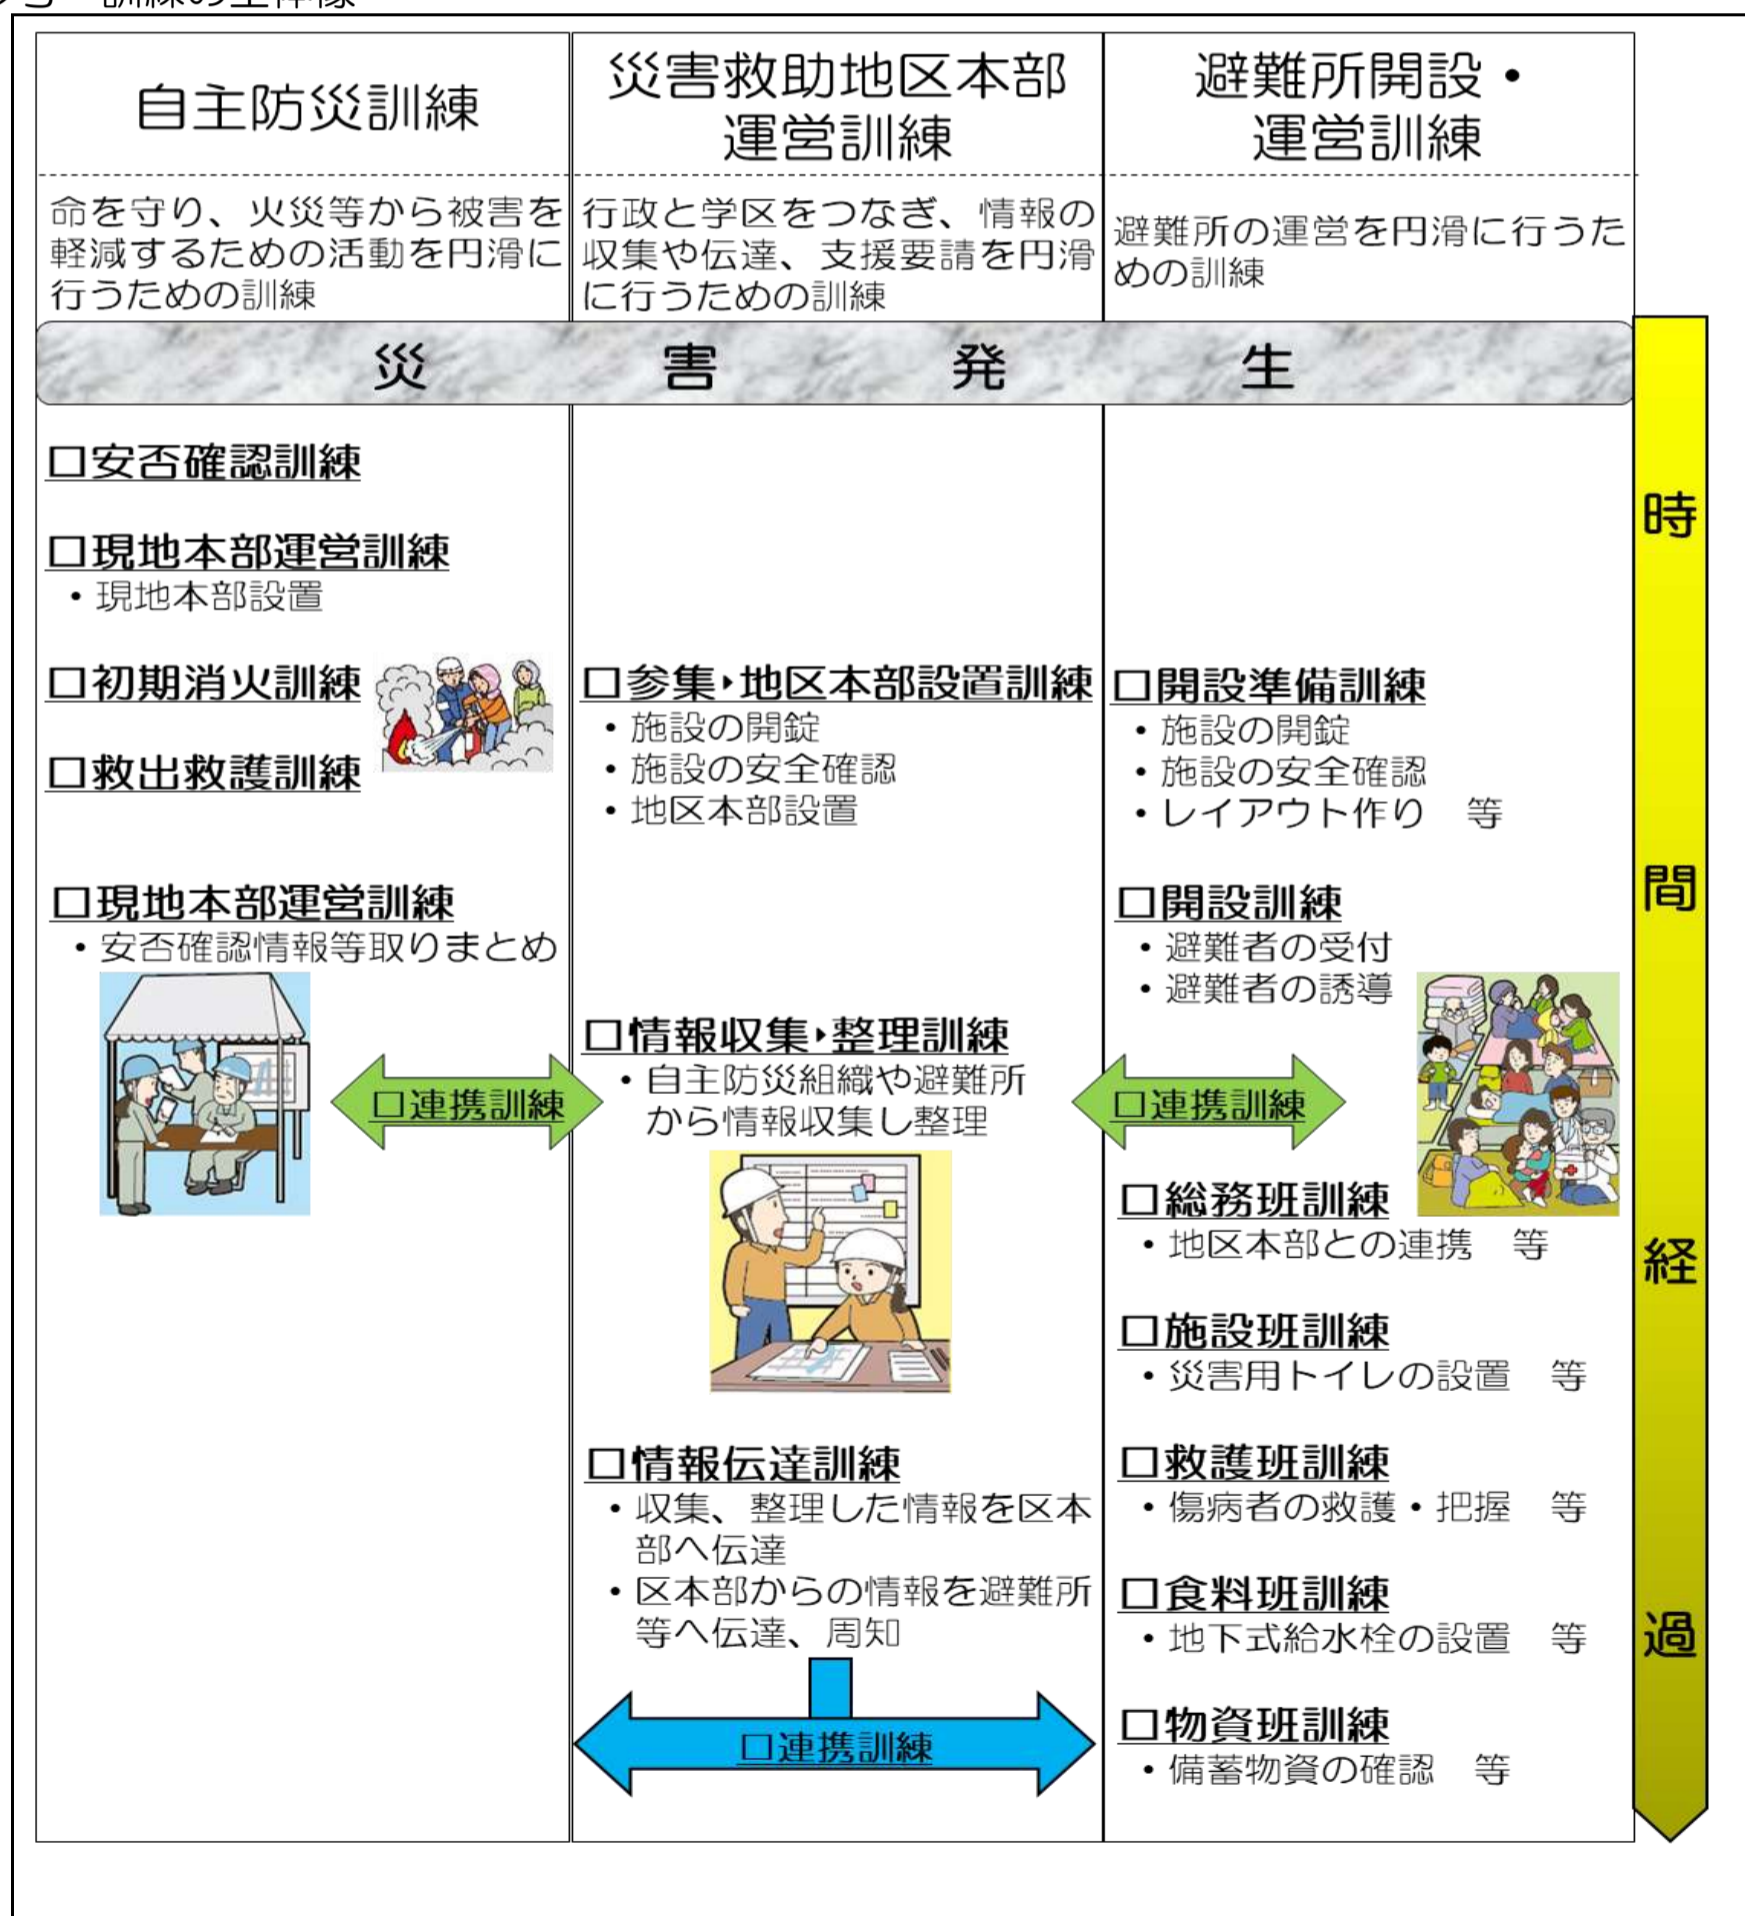 訓練の全体像
自主防災訓練
命を守り、火災等から被害を
軽減するための活動を円滑に
行うための訓練
災害救助地区本部
運営訓練
行政と学区をつなぎ、情報の
収集や伝達、支援要請を円滑
に行うための訓練
避難所開設・
運営訓練
避難所の運営を円滑に行うた
めの訓練
災害発生
□安否確認訓練
□現地本部運営訓練
・現地本部設置
□初期消火訓練
□救出救護訓練
□現地本部運営訓練
・安否確認情報等取りまとめ
□連携訓練
□参集・地区本部設置訓練
・施設の開錠
・施設の安全確認
・地区本部設置
□情報収集・整理訓練
・自主防災組織や避難所
から情報収集し整理
□情報伝達訓練
・収集、整理した情報を区本
部へ伝達
・区本部からの情報を避難所
等へ伝達、周知
□連携訓練
□開設準備訓練
・施設の開錠
・施設の安全確認
・レイアウト作り　等
□開設訓練
・避難者の受付
・避難者の誘導
□連携訓練
□総務班訓練
・地区本部との連携　等
□施設班訓練
・災害用トイレの設置　等
□救護班訓練
・傷病者の救護・把握　等
□食料班訓練
・地下式給水栓の設置　等
□物資班訓練
・備蓄物資の確認　等
時間経過